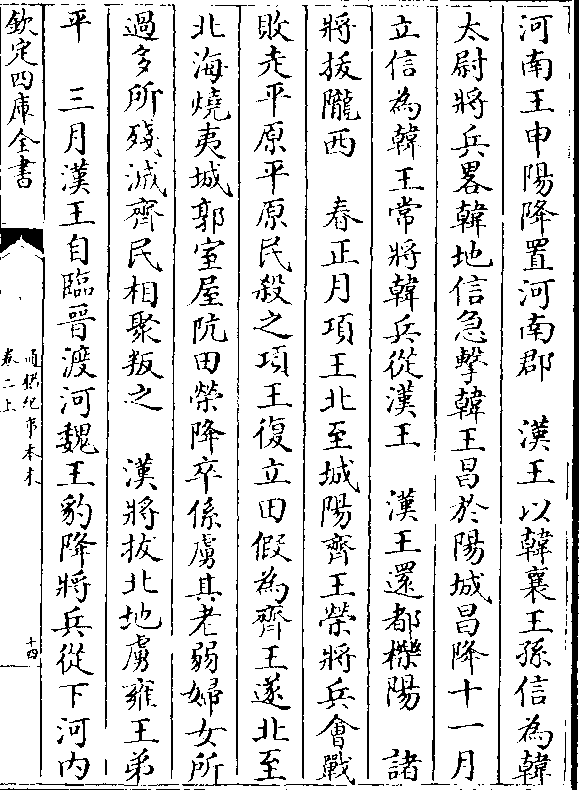 河南王申陽降置河南郡　漢王以韓襄王孫信為韓
太尉將兵畧韓地信急擊韓王昌於陽城昌降十一月
立信為韓王常將韓兵從漢王　漢王還都櫟陽　諸
將拔隴西　春正月項王北至城陽齊王榮將兵會戰
敗走平原平原民殺之項王復立田假為齊王遂北至
北海燒夷城郭室屋阬田榮降卒係虜其老弱婦女所
過多所殘滅齊民相聚叛之　漢將拔北地虜雍王弟
平　三月漢王自臨晉渡河魏王豹降將兵從下河内
欽定四庫全書
通鑑紀事本末
卷二上
十四